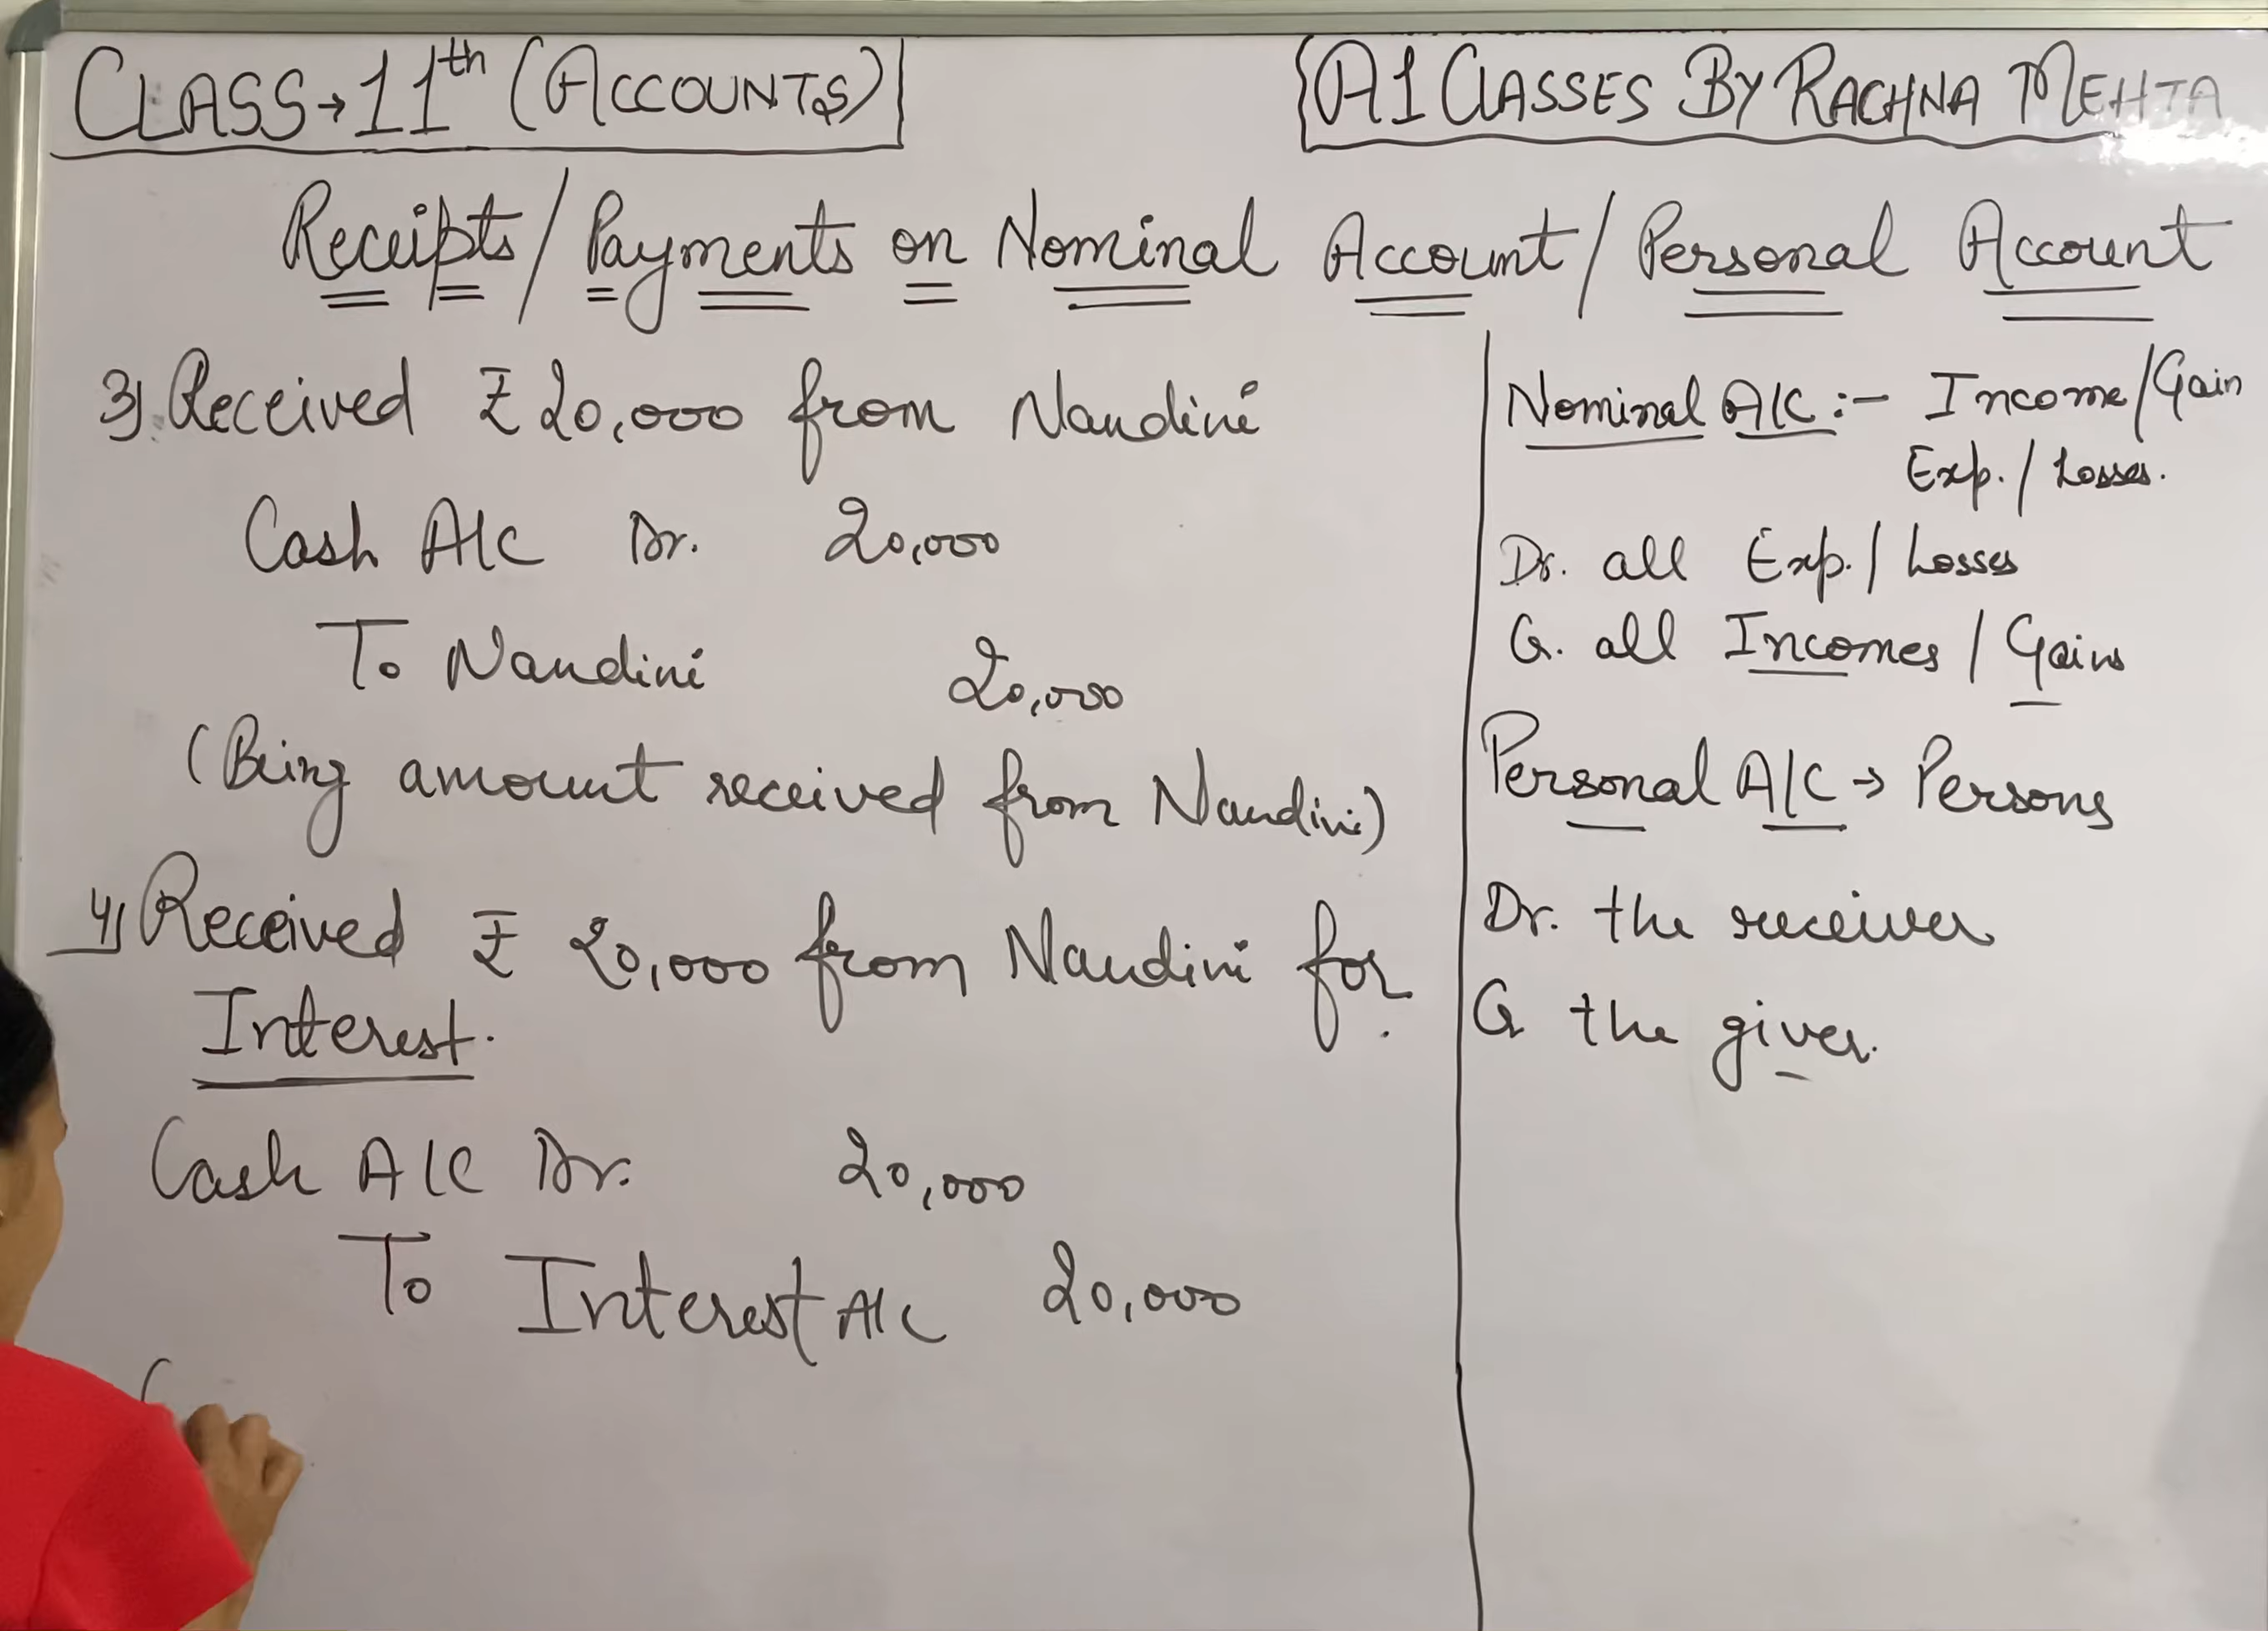 CLASS→11th (ACCOUNTS)
A1 CLASSES BY RACHNA MEHTA
Receipts/Payments on Nominal Account/Personal Account
3) Received ₹20,000 from Nandini
Cash A/C Dr. 20,000
To Nandini 20,000
(Being amount received from Nandini)
4) Received ₹ 20,000 from Nandini for
Interest.
Cash A/C Dr. 20,000
To Interest A/C 20,000
(
Nominal A/C :- Income/Gain
Exp./Losses.
Dr. all Exp./Losses
Cr. all Incomes/Gains
Personal A/C → Persons
Dr. the receiver
Cr the giver.